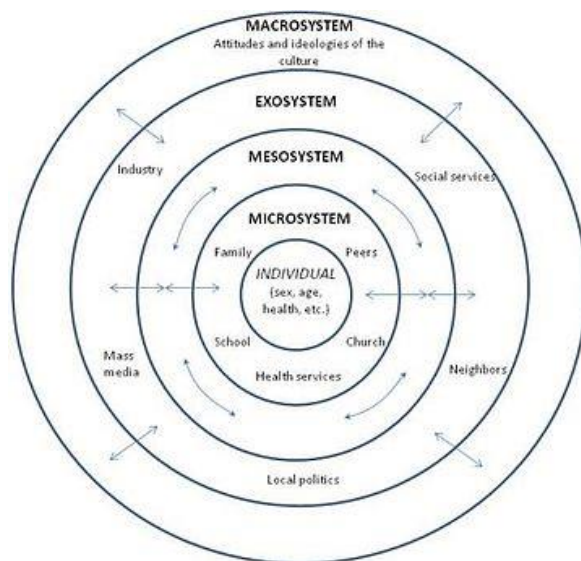 MACROSYSTEM
Attitudes and ideologies of the
culture
EXOSYSTEM
MESOSYSTEM
Industry
Social services
MICROSYSTEM
Family
Peers
INDIVIDUAL
{sex, age,
health, etc.}
School
Church
Mass
media
Health services
Neighbors
Local politics